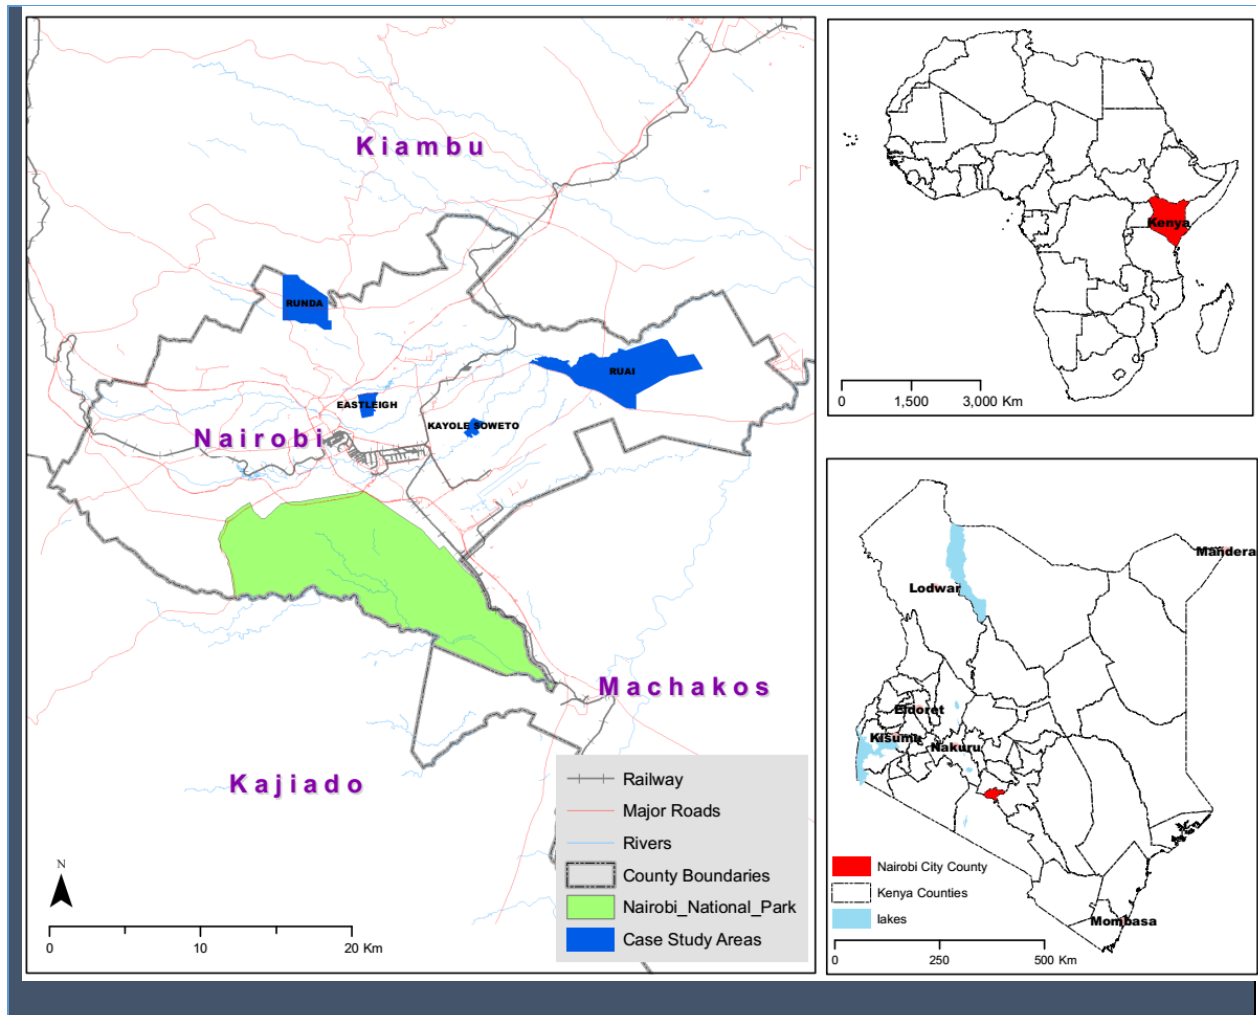 Kiambu
RUNDA
RUAI
EASTLEIGH
KAYOLE SOWETO
Nairobi
Machakos
Kajiado
N
0 10 20 Km
Railway
Major Roads
Rivers
County Boundaries
Nairobi_National_Park
Case Study Areas
Kenya
0 1,500 3,000 Km
Mandera
Lodwar
Eldoret
Kisumu
Nakuru
Mombasa
Nairobi City County
Kenya Counties
lakes
0 250 500 Km